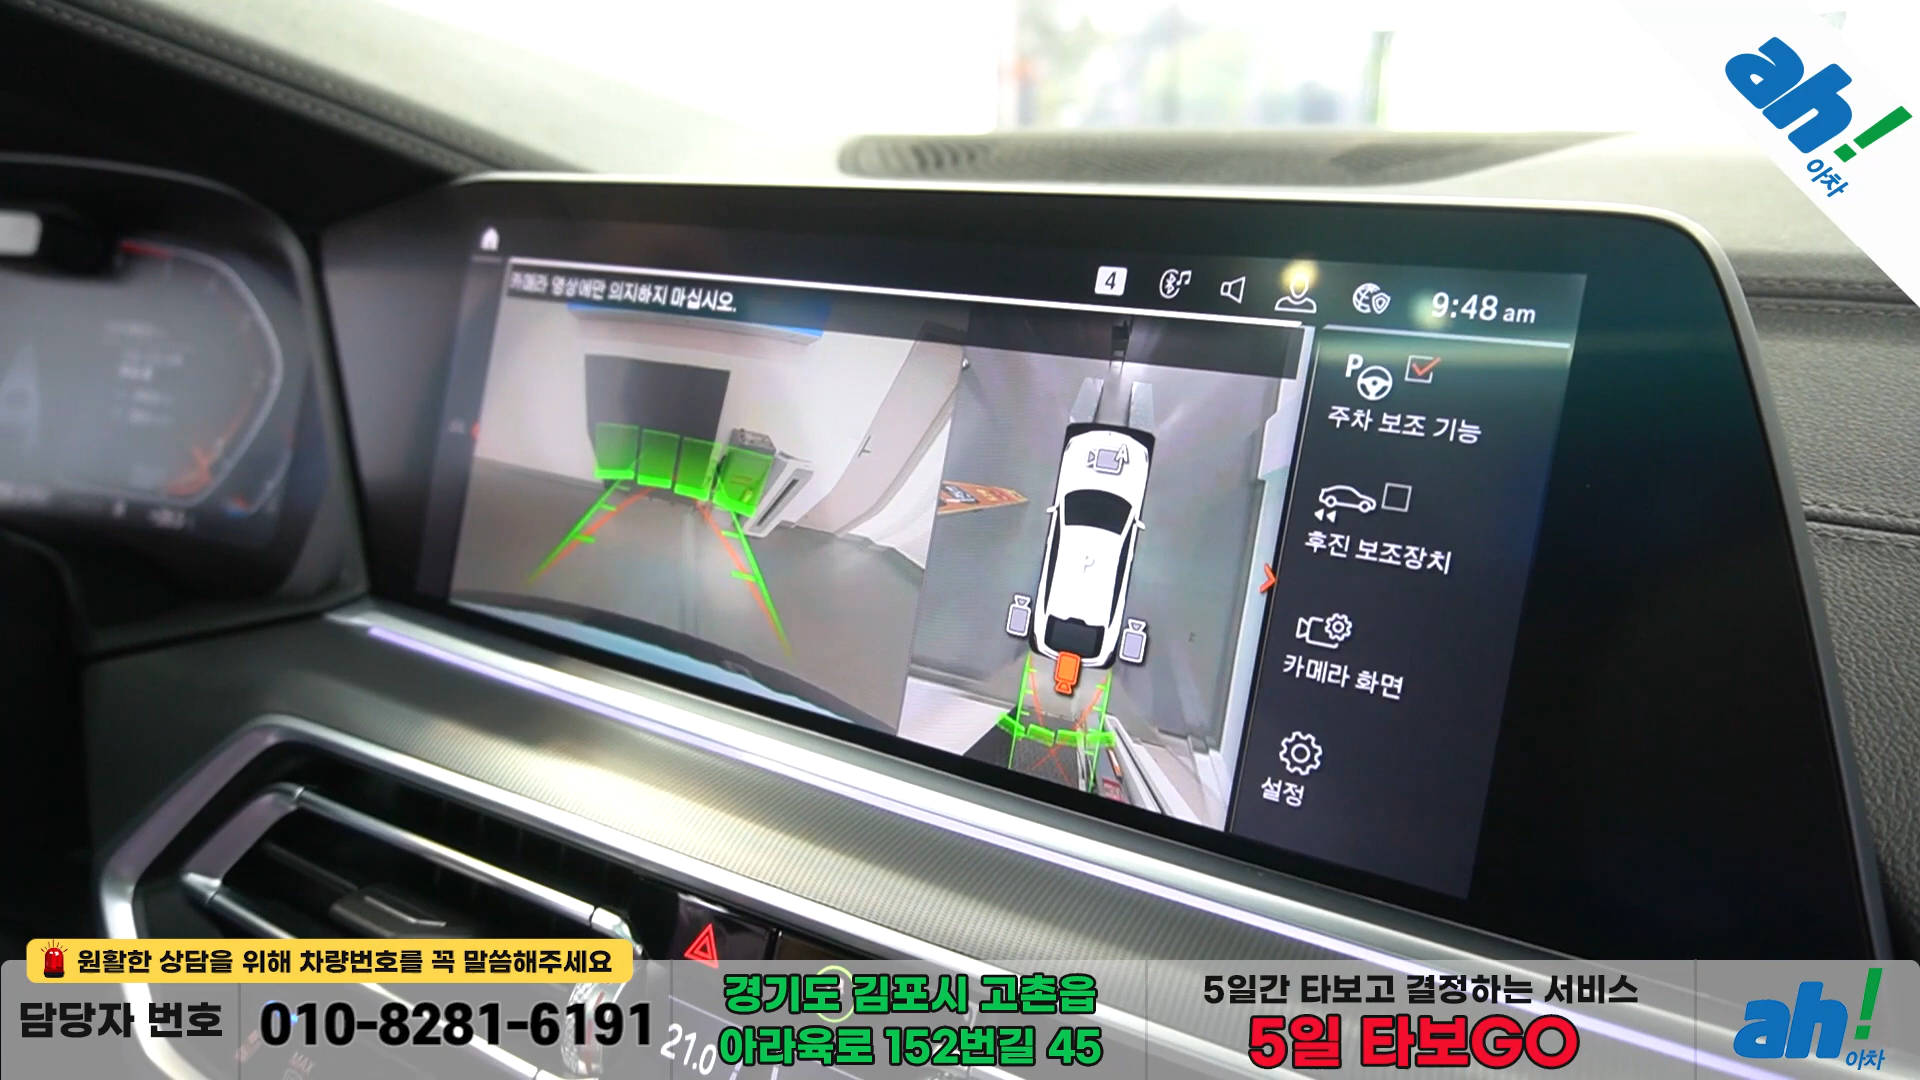 ah!
아차
카메라 영상에만 의지하지 마십시오.
4
9:48 am
P
주차 보조 기능
후진 보조장치
카메라 화면
설정
A
P
원활한 상담을 위해 차량번호를 꼭 말씀해주세요
담당자 번호
010-8281-6191
경기도 김포시 고촌읍
아라육로 152번길 45
5일간 타보고 결정하는 서비스
5일 타보GO
ah!
아차
MAX
21.0